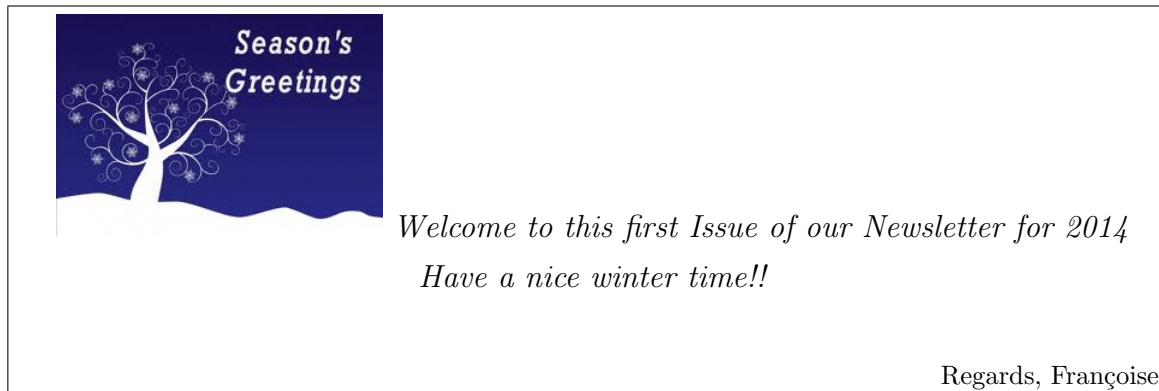 Season's
Greetings
Welcome to this first Issue of our Newsletter for 2014
Have a nice winter time!!
Regards, Françoise